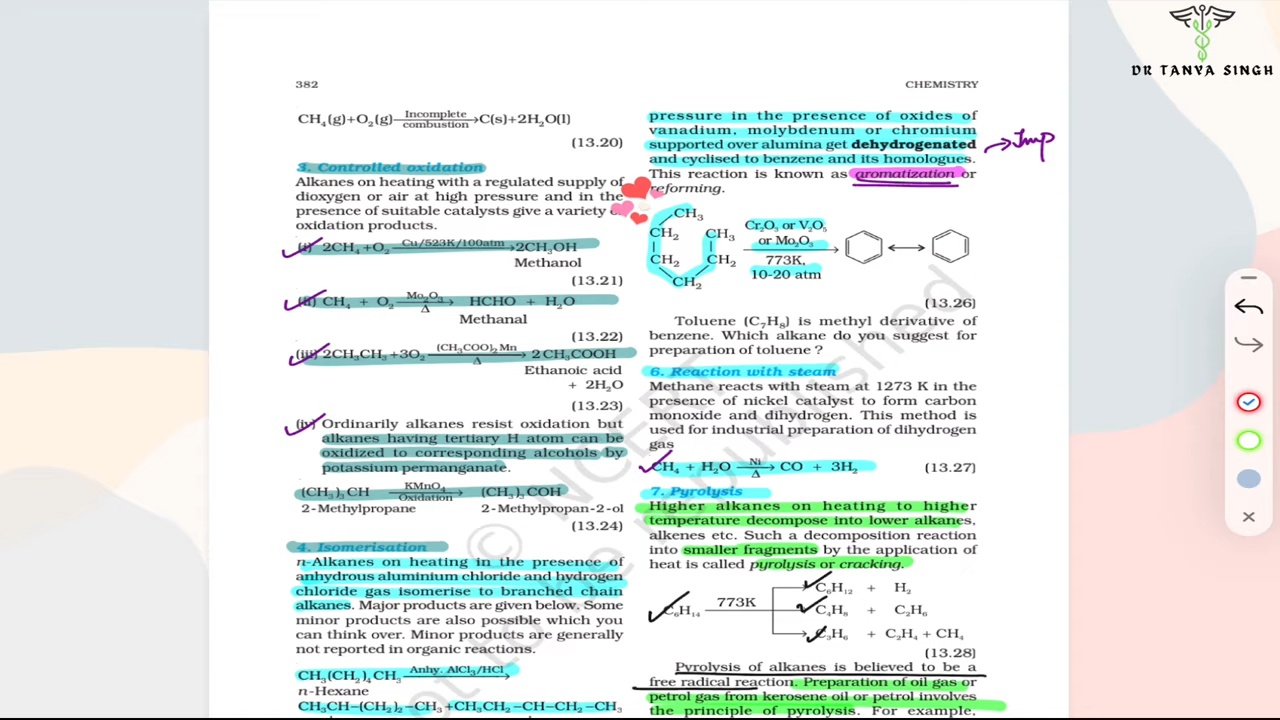 382
CHEMISTRY
DR TANYA SINGH
CH4(g)+O2(g) Incomplete combustion → C(s)+2H2O(l)
(13.20)
3. Controlled oxidation
Alkanes on heating with a regulated supply of
dioxygen or air at high pressure and in the
presence of suitable catalysts give a variety
oxidation products.
(i) 2CH4 +O2 Cu/523K/100atm → 2CH3OH
Methanol
(13.21)
(ii) CH4 + O2 Mo2O3 Δ → HCHO + H2O
Methanal
(13.22)
(iii) 2CH3CH3 +3O2 (CH3COO)2Mn Δ → 2 CH3COOH
Ethanoic acid
+ 2H2O
(13.23)
(iv) Ordinarily alkanes resist oxidation but
alkanes having tertiary H atom can be
oxidized to corresponding alcohols by
potassium permanganate.
(CH3)3CH KMnO4 Oxidation → (CH3)3COH
2-Methylpropane 2-Methylpropan-2-ol
(13.24)
4. Isomerisation
n-Alkanes on heating in the presence of
anhydrous aluminium chloride and hydrogen
chloride gas isomerise to branched chain
alkanes. Major products are given below. Some
minor products are also possible which you
can think over. Minor products are generally
not reported in organic reactions.
CH3(CH2)4CH3 Anhy. AlCl3/HCl →
n-Hexane
CH3CH−(CH2)2−CH3+CH3CH2−CH−CH2−CH3
pressure in the presence of oxides of
vanadium, molybdenum or chromium
supported over alumina get dehydrogenated
and cyclised to benzene and its homologues.
This reaction is known as aromatization or
reforming.
→ Imp
CH3
CH2 CH3
CH2 CH2
CH2
Cr2O3 or V2O5
or Mo2O3
773K,
10-20 atm
(13.26)
Toluene (C7H8) is methyl derivative of
benzene. Which alkane do you suggest for
preparation of toluene ?
6. Reaction with steam
Methane reacts with steam at 1273 K in the
presence of nickel catalyst to form carbon
monoxide and dihydrogen. This method is
used for industrial preparation of dihydrogen
gas
CH4 + H2O Ni Δ → CO + 3H2 (13.27)
7. Pyrolysis
Higher alkanes on heating to higher
temperature decompose into lower alkanes,
alkenes etc. Such a decomposition reaction
into smaller fragments by the application of
heat is called pyrolysis or cracking.
C6H12 + H2
C6H14 773K → C4H8 + C2H6
C3H6 + C2H4 + CH4
(13.28)
Pyrolysis of alkanes is believed to be a
free radical reaction. Preparation of oil gas or
petrol gas from kerosene oil or petrol involves
the principle of pyrolysis. For example,
© NCERT
not to be republished